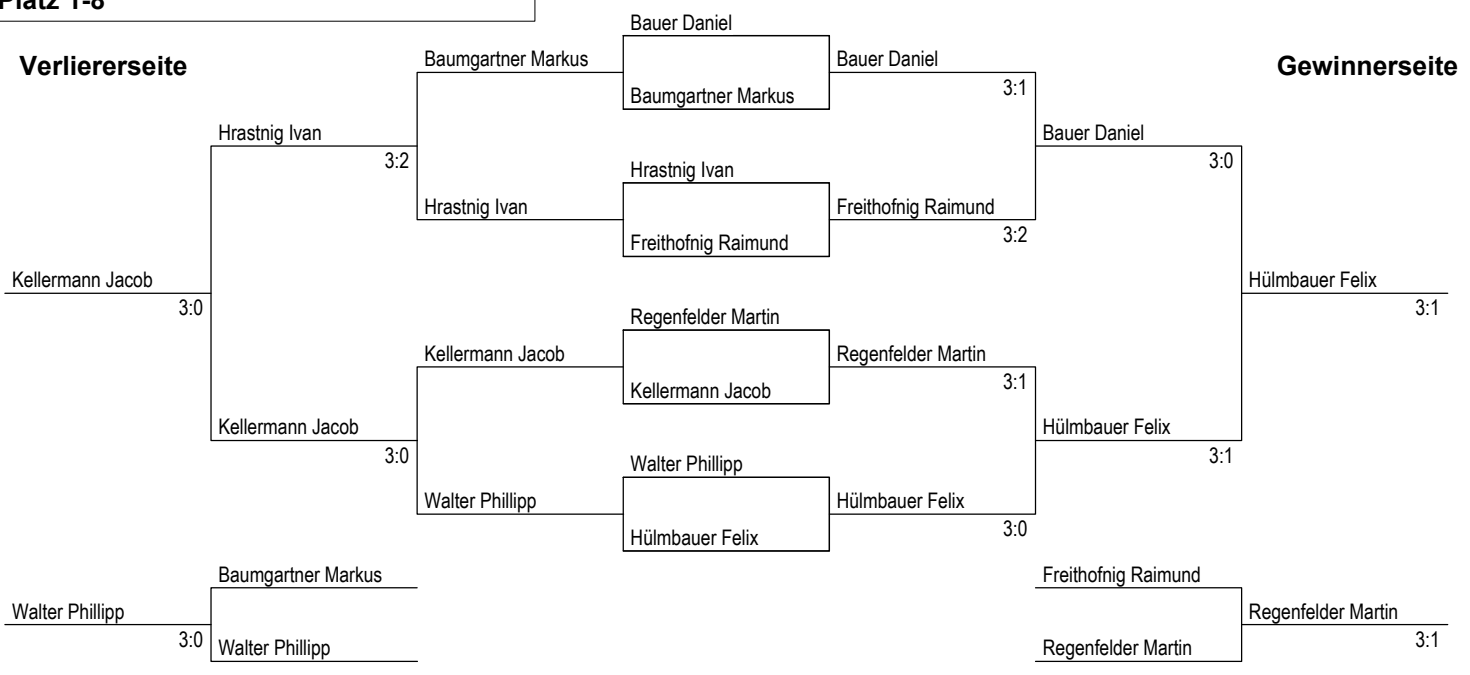 Platz 1-8
Verliererseite
Gewinnerseite
Bauer Daniel
Baumgartner Markus
Bauer Daniel
3:1
Baumgartner Markus
Hrastnig Ivan
3:2
Bauer Daniel
3:0
Hrastnig Ivan
Hrastnig Ivan
Freithofnig Raimund
3:2
Freithofnig Raimund
Kellermann Jacob
3:0
Hülmbauer Felix
3:1
Regenfelder Martin
Kellermann Jacob
Regenfelder Martin
3:1
Kellermann Jacob
Kellermann Jacob
3:0
Hülmbauer Felix
3:1
Walter Phillipp
Walter Phillipp
Hülmbauer Felix
3:0
Hülmbauer Felix
Baumgartner Markus
Freithofnig Raimund
Walter Phillipp
3:0
Regenfelder Martin
3:1
Walter Phillipp
Regenfelder Martin